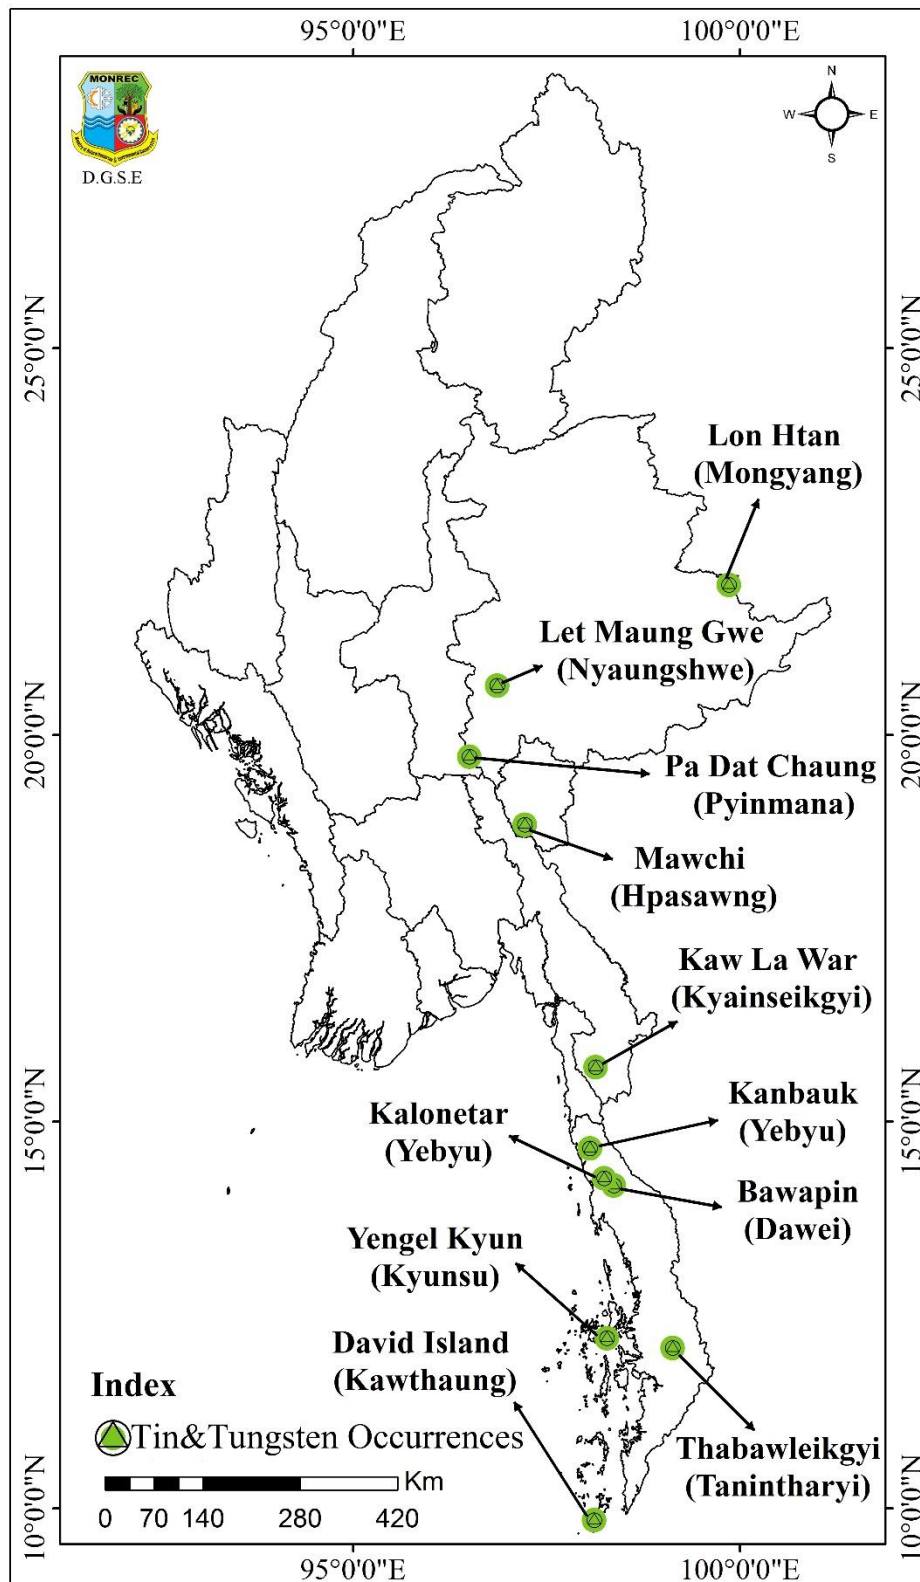 95°0'0"E
100°0'0"E
MONREC
D.G.S.E
N
W
E
S
25°0'0"N
25°0'0"N
Lon Htan
(Mongyang)
Let Maung Gwe
(Nyaungshwe)
20°0'0"N
20°0'0"N
Pa Dat Chaung
(Pyinmana)
Mawchi
(Hpasawng)
Kaw La War
(Kyainseikgyi)
15°0'0"N
15°0'0"N
Kanbauk
(Yebyu)
Kalonetar
(Yebyu)
Bawapin
(Dawei)
Yengel Kyun
(Kyunsu)
David Island
(Kawthaung)
Thabawleikgyi
(Tanintharyi)
Index
Tin&Tungsten Occurrences
Km
0 70 140 280 420
10°0'0"N
10°0'0"N
95°0'0"E
100°0'0"E